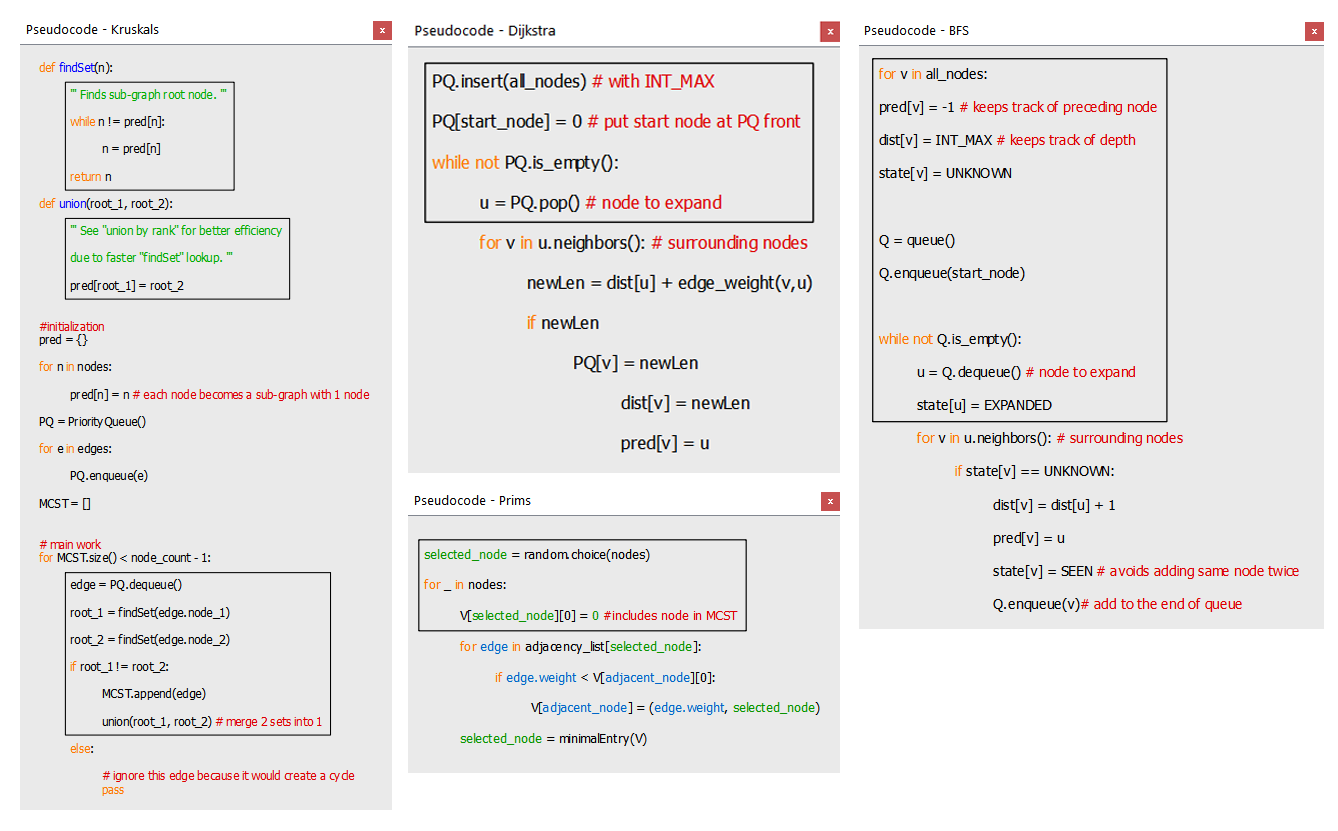 Pseudocode - Kruskals
x
def findSet(n):
''' Finds sub-graph root node. '''
while n != pred[n]:
n = pred[n]
return n
def union(root_1, root_2):
''' See "union by rank" for better efficiency
due to faster "findSet" lookup. '''
pred[root_1] = root_2
#initialization
pred = {}
for n in nodes:
pred[n] = n # each node becomes a sub-graph with 1 node
PQ = PriorityQueue()
for e in edges:
PQ.enqueue(e)
MCST = []
# main work
for MCST.size() < node_count - 1:
edge = PQ.dequeue()
root_1 = findSet(edge.node_1)
root_2 = findSet(edge.node_2)
if root_1 != root_2:
MCST.append(edge)
union(root_1, root_2) # merge 2 sets into 1
else:
# ignore this edge because it would create a cycle
pass
Pseudocode - Dijkstra
x
PQ.insert(all_nodes) # with INT_MAX
PQ[start_node] = 0 # put start node at PQ front
while not PQ.is_empty():
u = PQ.pop() # node to expand
for v in u.neighbors(): # surrounding nodes
newLen = dist[u] + edge_weight(v,u)
if newLen
PQ[v] = newLen
dist[v] = newLen
pred[v] = u
Pseudocode - Prims
x
selected_node = random.choice(nodes)
for _ in nodes:
V[selected_node][0] = 0 #includes node in MCST
for edge in adjacency_list[selected_node]:
if edge.weight < V[adjacent_node][0]:
V[adjacent_node] = (edge.weight, selected_node)
selected_node = minimalEntry(V)
Pseudocode - BFS
x
for v in all_nodes:
pred[v] = -1 # keeps track of preceding node
dist[v] = INT_MAX # keeps track of depth
state[v] = UNKNOWN
Q = queue()
Q.enqueue(start_node)
while not Q.is_empty():
u = Q.dequeue() # node to expand
state[u] = EXPANDED
for v in u.neighbors(): # surrounding nodes
if state[v] == UNKNOWN:
dist[v] = dist[u] + 1
pred[v] = u
state[v] = SEEN # avoids adding same node twice
Q.enqueue(v)# add to the end of queue